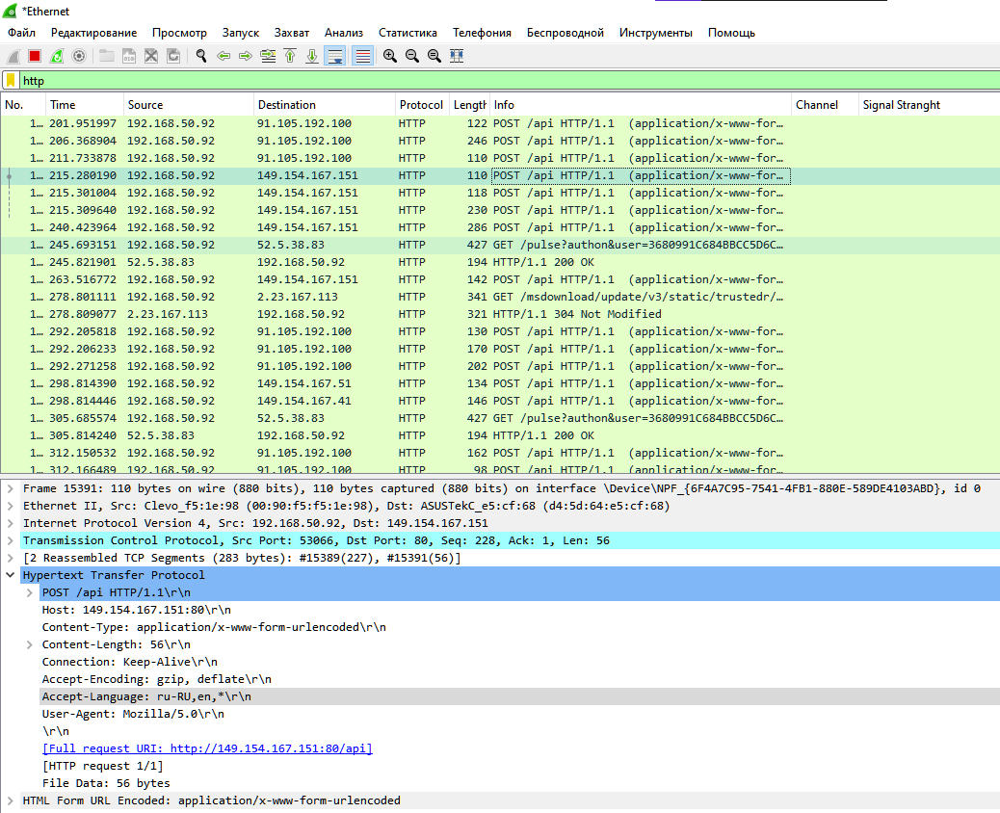 *Ethernet
Файл Редактирование Просмотр Запуск Захват Анализ Статистика Телефония Беспроводной Инструменты Помощь
http
No. Time Source Destination Protocol Length Info Channel Signal Stranght
1… 201.951997 192.168.50.92 91.105.192.100 HTTP 122 POST /api HTTP/1.1 (application/x-www-for…
1… 206.368904 192.168.50.92 91.105.192.100 HTTP 246 POST /api HTTP/1.1 (application/x-www-for…
1… 211.733878 192.168.50.92 91.105.192.100 HTTP 110 POST /api HTTP/1.1 (application/x-www-for…
1… 215.280190 192.168.50.92 149.154.167.151 HTTP 110 POST /api HTTP/1.1 (application/x-www-for…
1… 215.301004 192.168.50.92 149.154.167.151 HTTP 118 POST /api HTTP/1.1 (application/x-www-for…
1… 215.309640 192.168.50.92 149.154.167.151 HTTP 230 POST /api HTTP/1.1 (application/x-www-for…
1… 240.423964 192.168.50.92 149.154.167.151 HTTP 286 POST /api HTTP/1.1 (application/x-www-for…
1… 245.693151 192.168.50.92 52.5.38.83 HTTP 427 GET /pulse?authon&user=3680991C684BBCC5D6C…
1… 245.821901 52.5.38.83 192.168.50.92 HTTP 194 HTTP/1.1 200 OK
1… 263.516772 192.168.50.92 149.154.167.151 HTTP 142 POST /api HTTP/1.1 (application/x-www-for…
1… 278.801111 192.168.50.92 2.23.167.113 HTTP 341 GET /msdownload/update/v3/static/trustedr/…
1… 278.809077 2.23.167.113 192.168.50.92 HTTP 321 HTTP/1.1 304 Not Modified
1… 292.205818 192.168.50.92 91.105.192.100 HTTP 130 POST /api HTTP/1.1 (application/x-www-for…
1… 292.206233 192.168.50.92 91.105.192.100 HTTP 170 POST /api HTTP/1.1 (application/x-www-for…
1… 292.271258 192.168.50.92 91.105.192.100 HTTP 202 POST /api HTTP/1.1 (application/x-www-for…
1… 298.814390 192.168.50.92 149.154.167.51 HTTP 134 POST /api HTTP/1.1 (application/x-www-for…
1… 298.814446 192.168.50.92 149.154.167.41 HTTP 146 POST /api HTTP/1.1 (application/x-www-for…
1… 305.685574 192.168.50.92 52.5.38.83 HTTP 427 GET /pulse?authon&user=3680991C684BBCC5D6C…
1… 305.814240 52.5.38.83 192.168.50.92 HTTP 194 HTTP/1.1 200 OK
1… 312.150532 192.168.50.92 91.105.192.100 HTTP 162 POST /api HTTP/1.1 (application/x-www-for…
1… 312.166489 192.168.50.92 91.105.192.100 HTTP 98 POST /api HTTP/1.1 (application/x-www-for…
Frame 15391: 110 bytes on wire (880 bits), 110 bytes captured (880 bits) on interface \Device\NPF_{6F4A7C95-7541-4FB1-880E-589DE4103ABD}, id 0
Ethernet II, Src: Clevo_f5:1e:98 (00:90:f5:f5:1e:98), Dst: ASUSTekC_e5:cf:68 (d4:5d:64:e5:cf:68)
Internet Protocol Version 4, Src: 192.168.50.92, Dst: 149.154.167.151
Transmission Control Protocol, Src Port: 53066, Dst Port: 80, Seq: 228, Ack: 1, Len: 56
[2 Reassembled TCP Segments (283 bytes): #15389(227), #15391(56)]
Hypertext Transfer Protocol
POST /api HTTP/1.1\r\n
Host: 149.154.167.151:80\r\n
Content-Type: application/x-www-form-urlencoded\r\n
Content-Length: 56\r\n
Connection: Keep-Alive\r\n
Accept-Encoding: gzip, deflate\r\n
Accept-Language: ru-RU,en,*\r\n
User-Agent: Mozilla/5.0\r\n
\r\n
[Full request URI: http://149.154.167.151:80/api]
[HTTP request 1/1]
File Data: 56 bytes
HTML Form URL Encoded: application/x-www-form-urlencoded